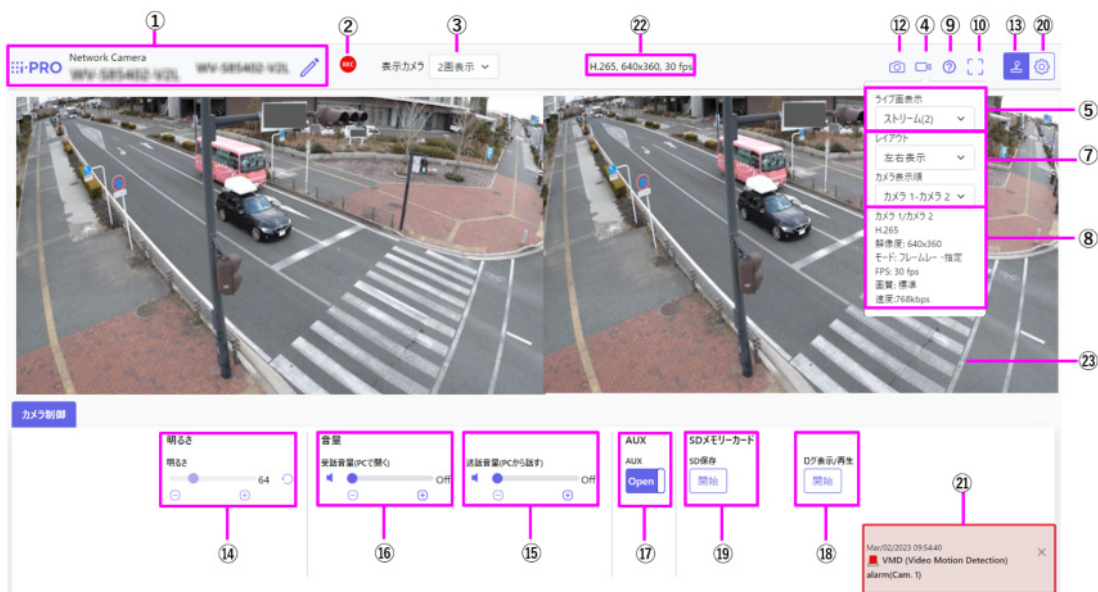 ①
②
③
㉒
⑫
④
⑨
⑩
⑬
⑳
i-PRO
Network Camera
WV-S85402-V2L
WV-S85402-V2L
REC
表示カメラ
2画表示
H.265, 640x360, 30 fps
ライブ画表示
ストリーム(2)
⑤
レイアウト
左右表示
⑦
カメラ表示順
カメラ 1-カメラ 2
カメラ 1/カメラ 2
H.265
解像度: 640x360
⑧
モード: フレームレート指定
FPS: 30 fps
画質: 標準
速度:768kbps
㉓
カメラ制御
明るさ
明るさ
64
音量
受話音量(PCで聞く)
Off
送話音量(PCから話す)
Off
AUX
AUX
Open
SDメモリーカード
SD保存
開始
ログ表示/再生
開始
⑭
⑯
⑮
⑰
⑲
⑱
㉑
Mar/02/2023 09:54:40
VMD (Video Motion Detection)
alarm(Cam. 1)